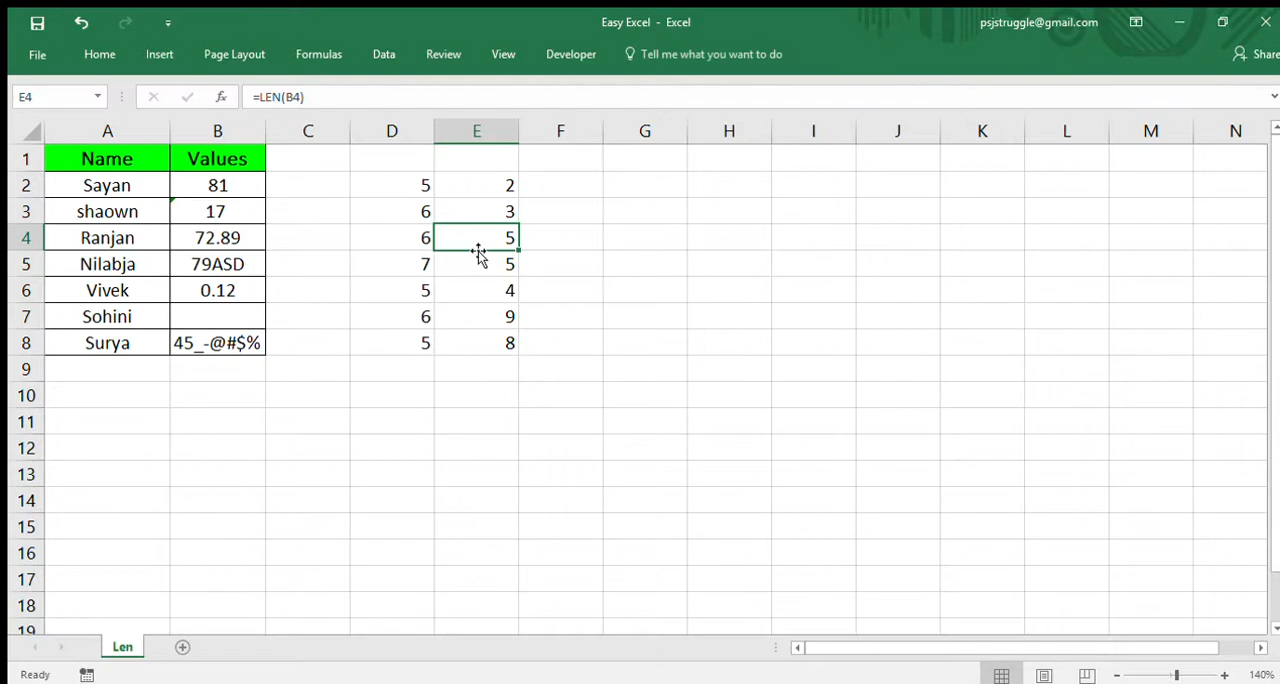 Easy Excel - Excel
psjstruggle@gmail.com
File Home Insert Page Layout Formulas Data Review View Developer Tell me what you want to do Share
E4 fx =LEN(B4)
A B C D E F G H I J K L M N
1 Name Values
2 Sayan 81 5 2
3 shaown 17 6 3
4 Ranjan 72.89 6 5
5 Nilabja 79ASD 7 5
6 Vivek 0.12 5 4
7 Sohini 6 9
8 Surya 45_-@#$% 5 8
9
10
11
12
13
14
15
16
17
18
19
Len
Ready 140%